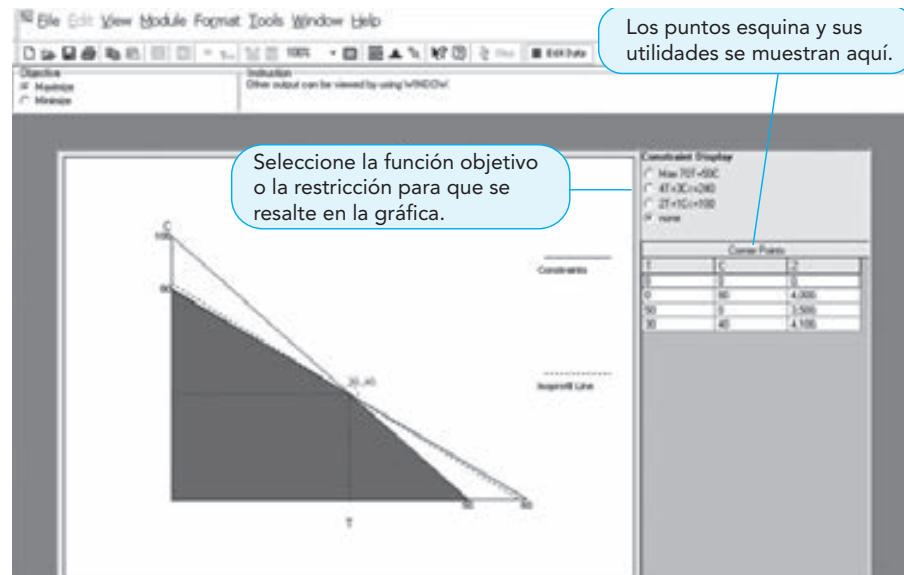 File Edit View Module Format Tools Window Help
100% Edit Data
Los puntos esquina y sus
utilidades se muestran aquí.
Objective
Maximize
Minimize
Instruction
Other output can be viewed by using WINDOW.
Seleccione la función objetivo
o la restricción para que se
resalte en la gráfica.
Constraint Display
Max 70T+50C
4T+3C<=240
2T+1C<=100
none
Corner Points
T C Z
0 0 0
0 80 4,000
50 0 3,500
30 40 4,100
C
100
80
Constraints
Isoprofit Line
50 60
T